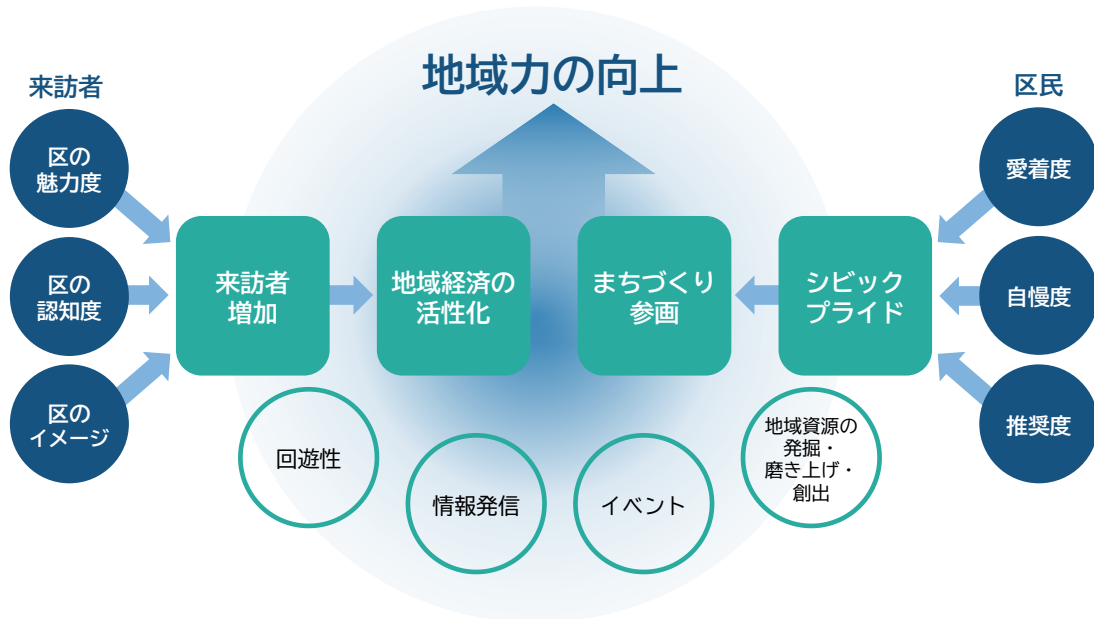 地域力の向上
来訪者
区の
魅力度
区の
認知度
区の
イメージ
来訪者
増加
地域経済の
活性化
まちづくり
参画
シビック
プライド
区民
愛着度
自慢度
推奨度
回遊性
情報発信
イベント
地域資源の
発掘・
磨き上げ・
創出